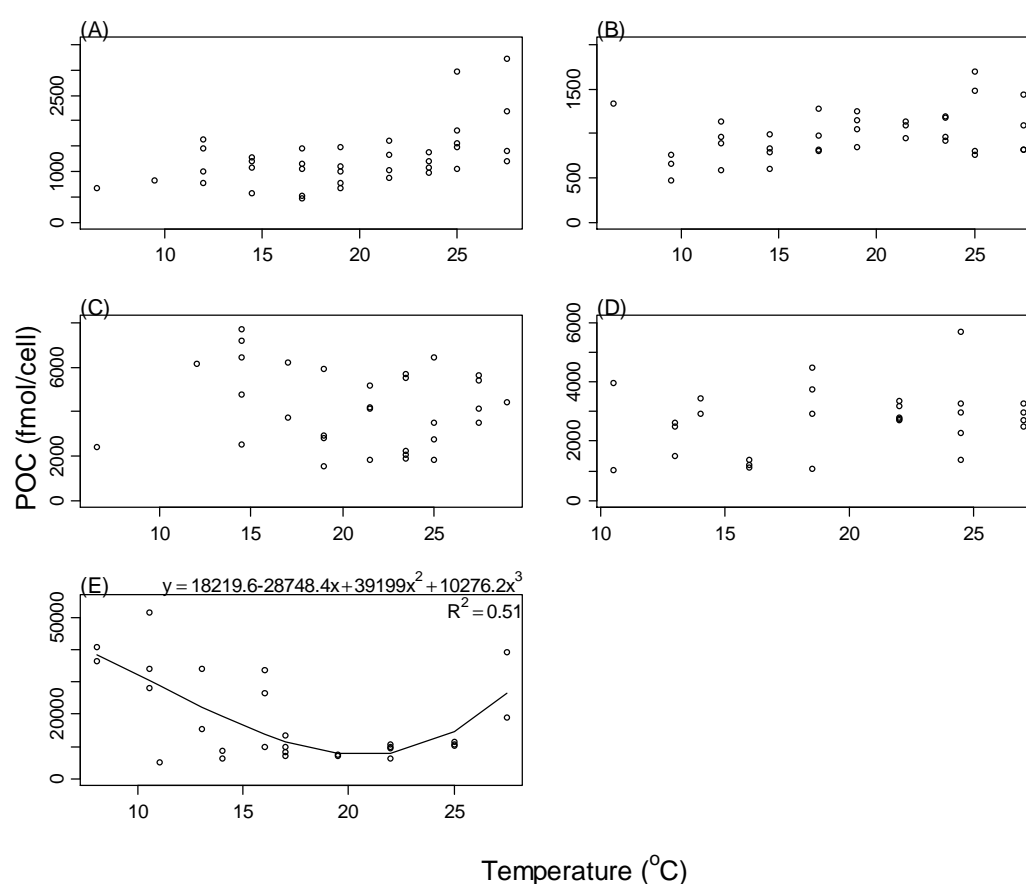 (A)
2500
1000
0
10 15 20 25
(B)
1500
500
0
10 15 20 25
(C)
6000
2000
0
10 15 20 25
(D)
6000
4000
2000
0
10 15 20 25
POC (fmol/cell)
(E)
y = 18219.6-28748.4x+39199x² +10276.2x³
R² = 0.51
50000
20000
0
10 15 20 25
Temperature (°C)